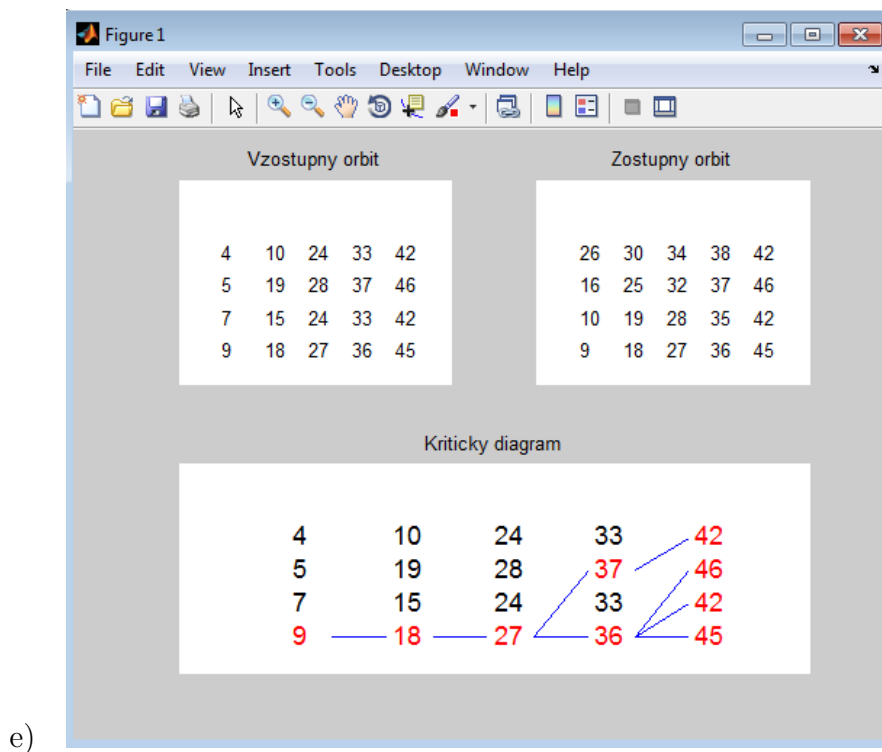 Figure 1
File Edit View Insert Tools Desktop Window Help
Vzostupny orbit
4 10 24 33 42
5 19 28 37 46
7 15 24 33 42
9 18 27 36 45
Zostupny orbit
26 30 34 38 42
16 25 32 37 46
10 19 28 35 42
9 18 27 36 45
Kriticky diagram
4 10 24 33 42
5 19 28 37 46
7 15 24 33 42
9 18 27 36 45
e)